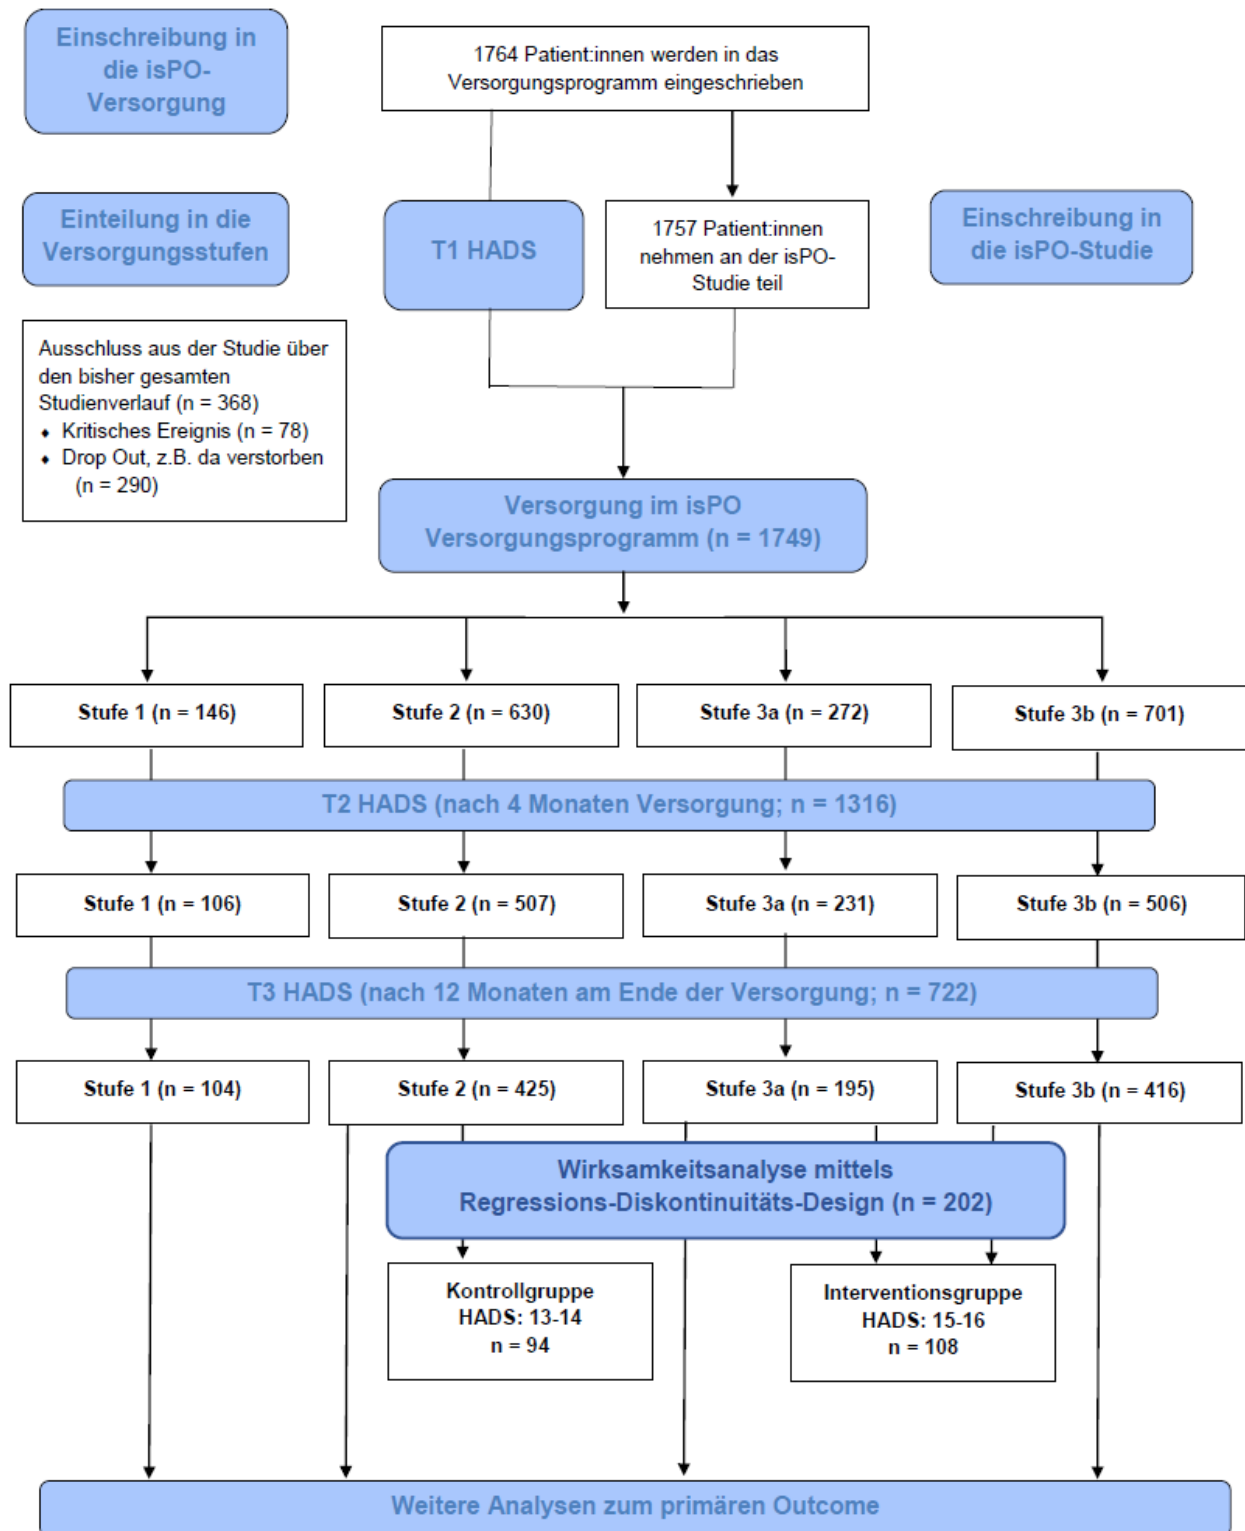 Einschreibung in
die isPO-
Versorgung
1764 Patient:innen werden in das
Versorgungsprogramm eingeschrieben
Einteilung in die
Versorgungsstufen
T1 HADS
1757 Patient:innen
nehmen an der isPO-
Studie teil
Einschreibung in
die isPO-Studie
Ausschluss aus der Studie über
den bisher gesamten
Studienverlauf (n = 368)
♦ Kritisches Ereignis (n = 78)
♦ Drop Out, z.B. da verstorben
(n = 290)
Versorgung im isPO
Versorgungsprogramm (n = 1749)
Stufe 1 (n = 146)
Stufe 2 (n = 630)
Stufe 3a (n = 272)
Stufe 3b (n = 701)
T2 HADS (nach 4 Monaten Versorgung; n = 1316)
Stufe 1 (n = 106)
Stufe 2 (n = 507)
Stufe 3a (n = 231)
Stufe 3b (n = 506)
T3 HADS (nach 12 Monaten am Ende der Versorgung; n = 722)
Stufe 1 (n = 104)
Stufe 2 (n = 425)
Stufe 3a (n = 195)
Stufe 3b (n = 416)
Wirksamkeitsanalyse mittels
Regressions-Diskontinuitäts-Design (n = 202)
Kontrollgruppe
HADS: 13-14
n = 94
Interventionsgruppe
HADS: 15-16
n = 108
Weitere Analysen zum primären Outcome